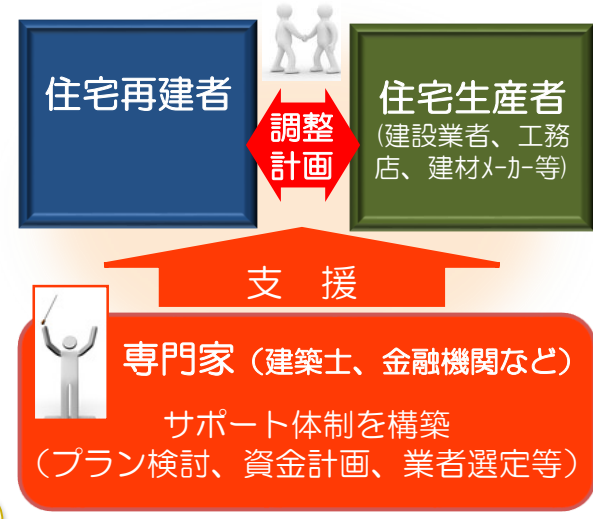 住宅再建者
調整
計画
住宅生産者
(建設業者、工務
店、建材ﾒｰｶｰ等)
支　援
専門家（建築士、金融機関など）
サポート体制を構築
（プラン検討、資金計画、業者選定等）